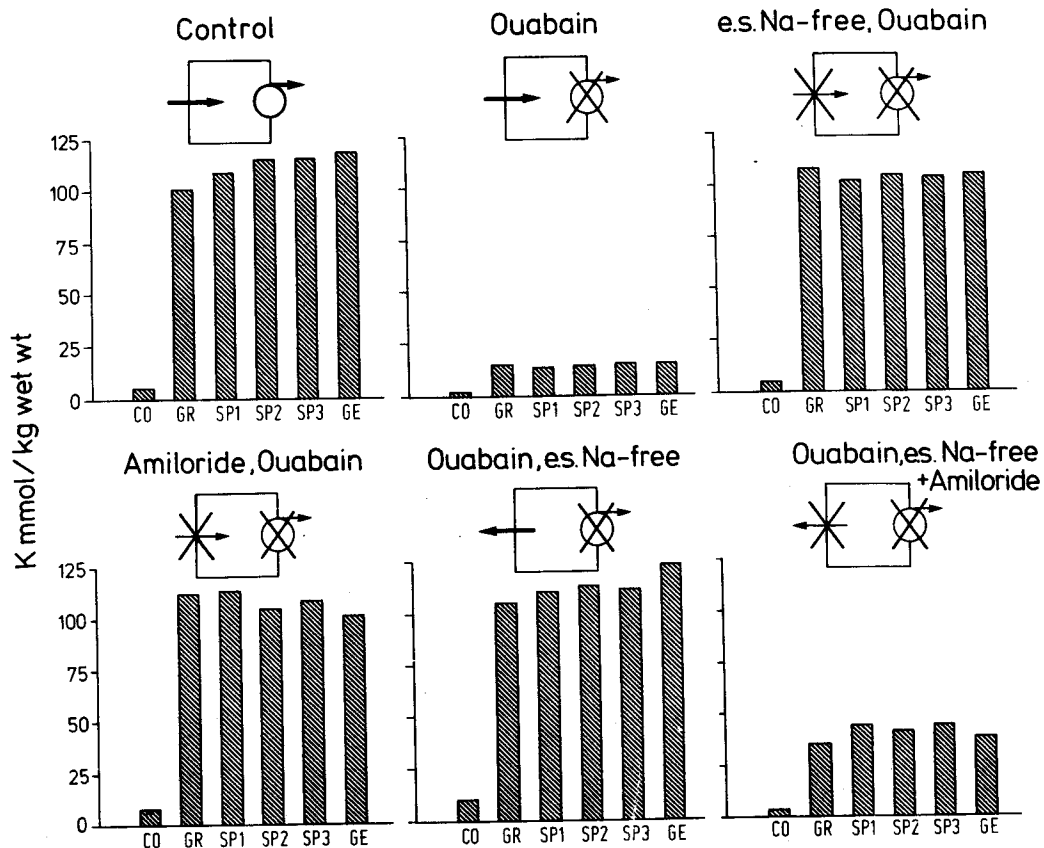 Control
Ouabain
e.s. Na-free, Ouabain
K mmol/kg wet wt
125
100
75
50
25
0
CO GR SP1 SP2 SP3 GE
CO GR SP1 SP2 SP3 GE
CO GR SP1 SP2 SP3 GE
Amiloride, Ouabain
Ouabain, e.s. Na-free
Ouabain, e.s. Na-free
+Amiloride
125
100
75
50
25
0
CO GR SP1 SP2 SP3 GE
CO GR SP1 SP2 SP3 GE
CO GR SP1 SP2 SP3 GE